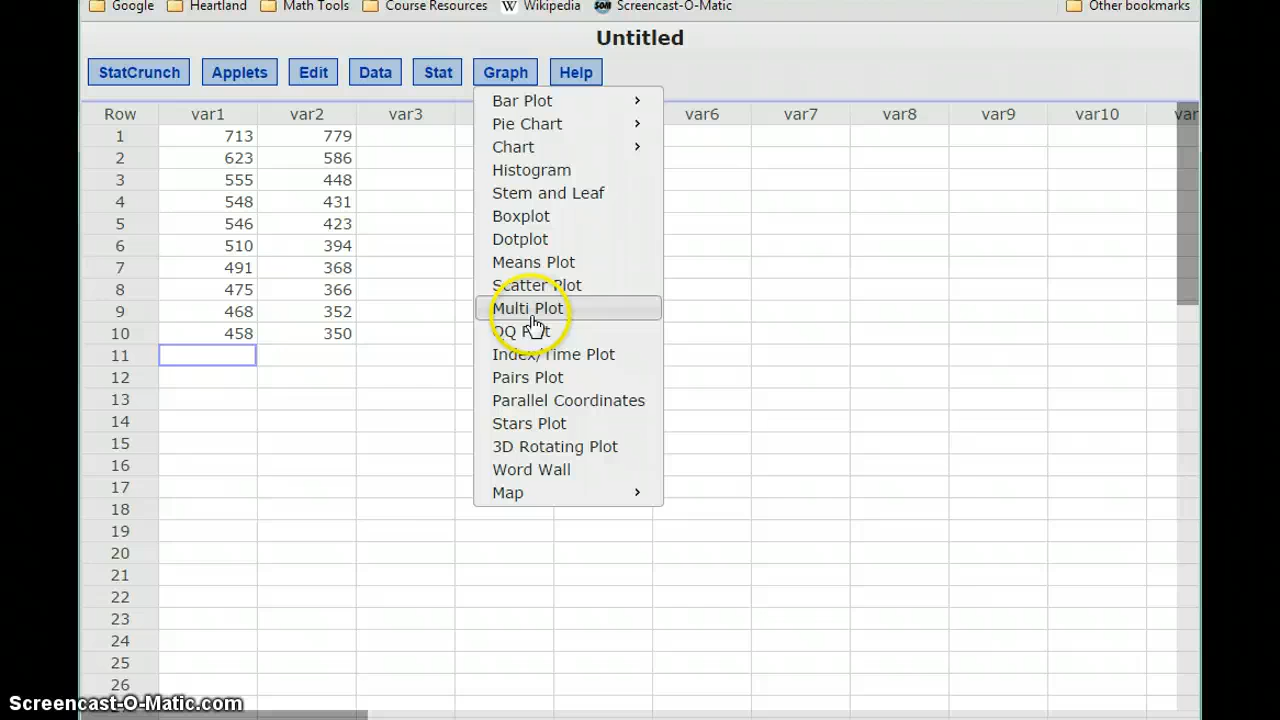 Google Heartland Math Tools Course Resources W Wikipedia SOM Screencast-O-Matic Other bookmarks
Untitled
StatCrunch Applets Edit Data Stat Graph Help
Row var1 var2 var3 var6 var7 var8 var9 var10 var
1 713 779
2 623 586
3 555 448
4 548 431
5 546 423
6 510 394
7 491 368
8 475 366
9 468 352
10 458 350
11
12
13
14
15
16
17
18
19
20
21
22
23
24
25
26
Bar Plot
Pie Chart
Chart
Histogram
Stem and Leaf
Boxplot
Dotplot
Means Plot
Scatter Plot
Multi Plot
QQ Plot
Index/Time Plot
Pairs Plot
Parallel Coordinates
Stars Plot
3D Rotating Plot
Word Wall
Map
Screencast-O-Matic.com